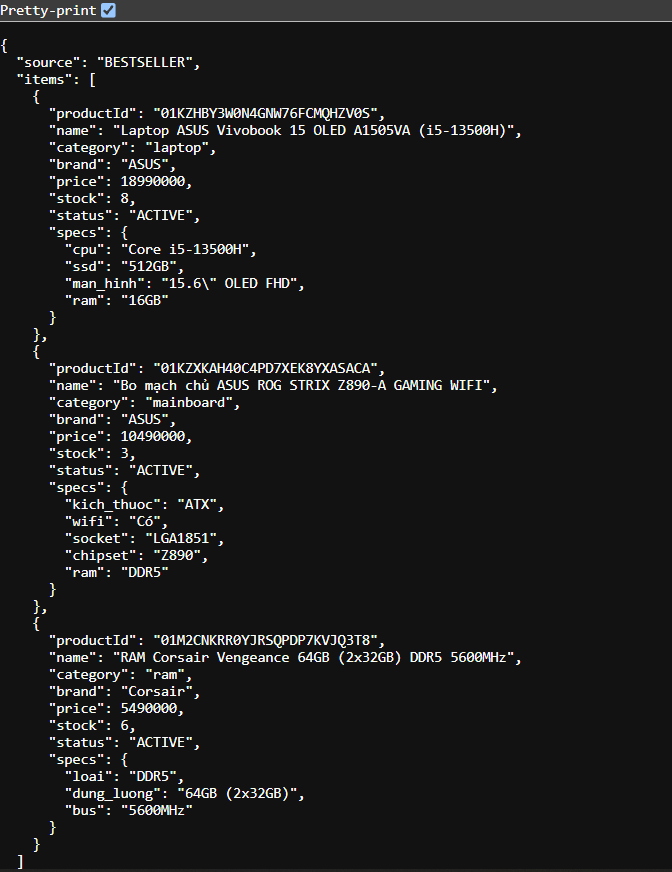 Pretty-print
{
  "source": "BESTSELLER",
  "items": [
    {
      "productId": "01KZHBY3W0N4GNW76FCMQHZV0S",
      "name": "Laptop ASUS Vivobook 15 OLED A1505VA (i5-13500H)",
      "category": "laptop",
      "brand": "ASUS",
      "price": 18990000,
      "stock": 8,
      "status": "ACTIVE",
      "specs": {
        "cpu": "Core i5-13500H",
        "ssd": "512GB",
        "man_hinh": "15.6\" OLED FHD",
        "ram": "16GB"
      }
    },
    {
      "productId": "01KZXKAH40C4PD7XEK8YXASACA",
      "name": "Bo mạch chủ ASUS ROG STRIX Z890-A GAMING WIFI",
      "category": "mainboard",
      "brand": "ASUS",
      "price": 10490000,
      "stock": 3,
      "status": "ACTIVE",
      "specs": {
        "kich_thuoc": "ATX",
        "wifi": "Có",
        "socket": "LGA1851",
        "chipset": "Z890",
        "ram": "DDR5"
      }
    },
    {
      "productId": "01M2CNKRR0YJRSQPDP7KVJQ3T8",
      "name": "RAM Corsair Vengeance 64GB (2x32GB) DDR5 5600MHz",
      "category": "ram",
      "brand": "Corsair",
      "price": 5490000,
      "stock": 6,
      "status": "ACTIVE",
      "specs": {
        "loai": "DDR5",
        "dung_luong": "64GB (2x32GB)",
        "bus": "5600MHz"
      }
    }
  ]